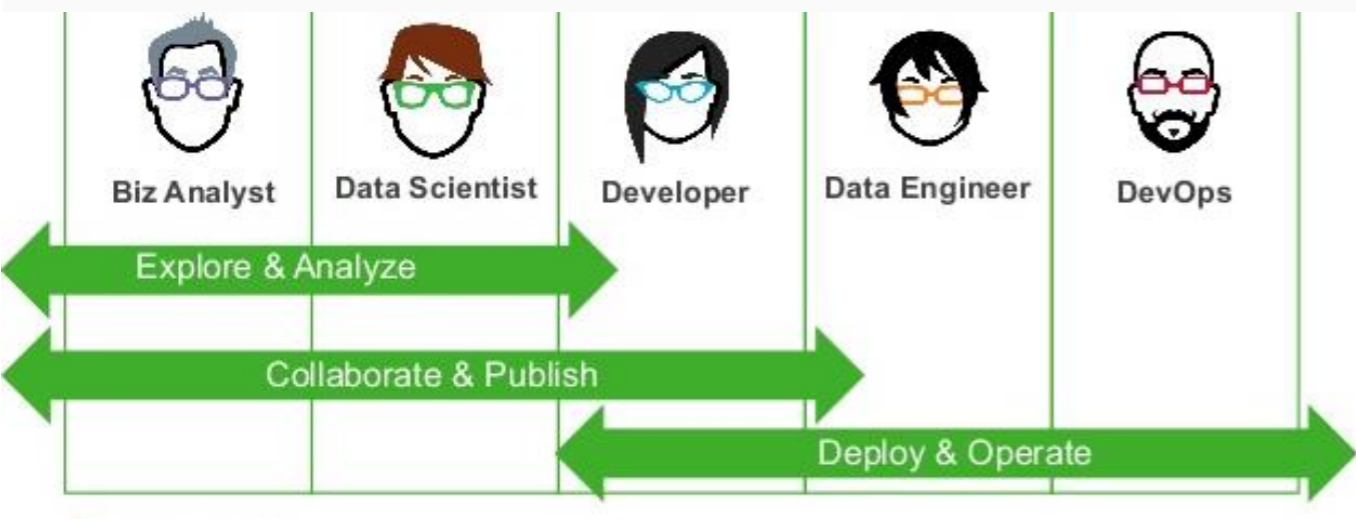 Biz Analyst
Data Scientist
Developer
Data Engineer
DevOps
Explore & Analyze
Collaborate & Publish
Deploy & Operate